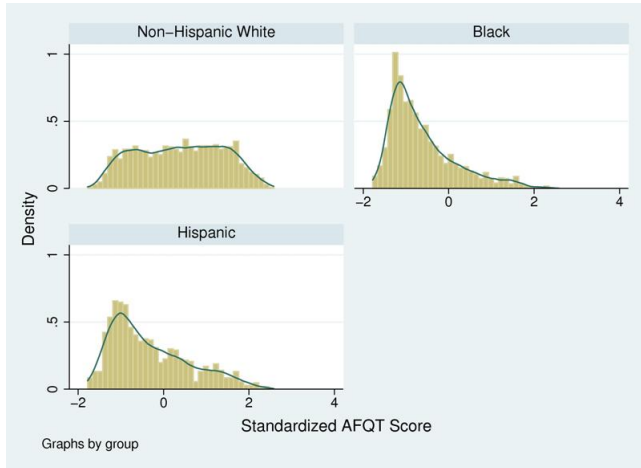 Non-Hispanic White
Black
0 .5 1
-2 0 2 4
Hispanic
Density
0 .5 1
-2 0 2 4
Standardized AFQT Score
Graphs by group